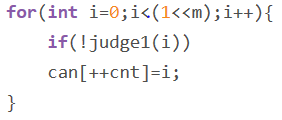 for(int i=0;i<(1<<m);i++){
if(!judge1(i))
can[++cnt]=i;
}